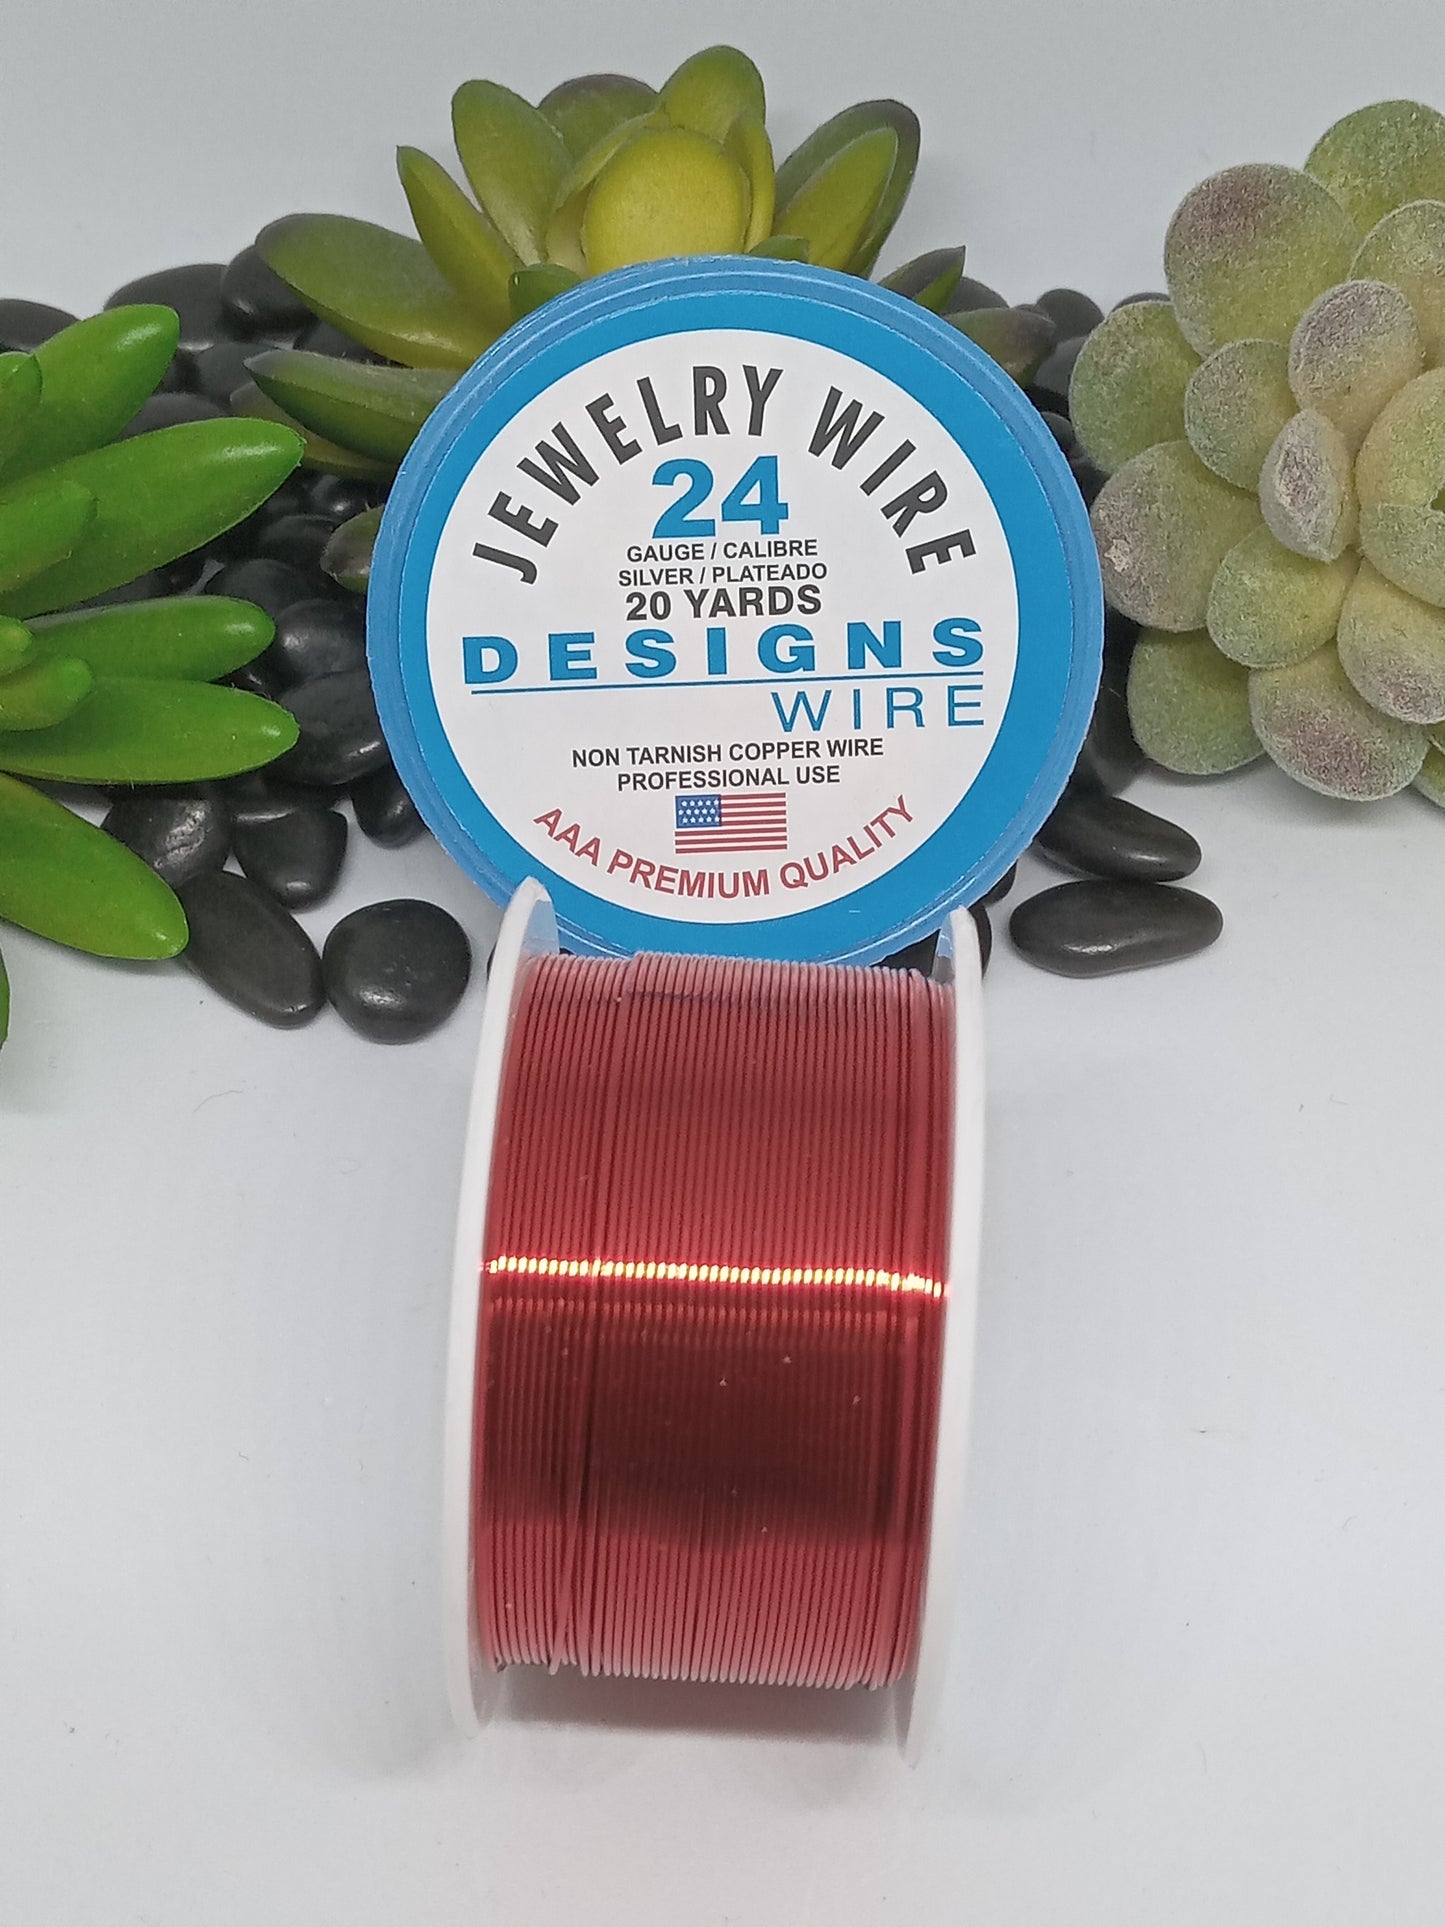 JEWELRY WIRE
24
GAUGE / CALIBRE
SILVER / PLATEADO
20 YARDS
DESIGNS
WIRE
NON TARNISH COPPER WIRE
PROFESSIONAL USE
AAA PREMIUM QUALITY